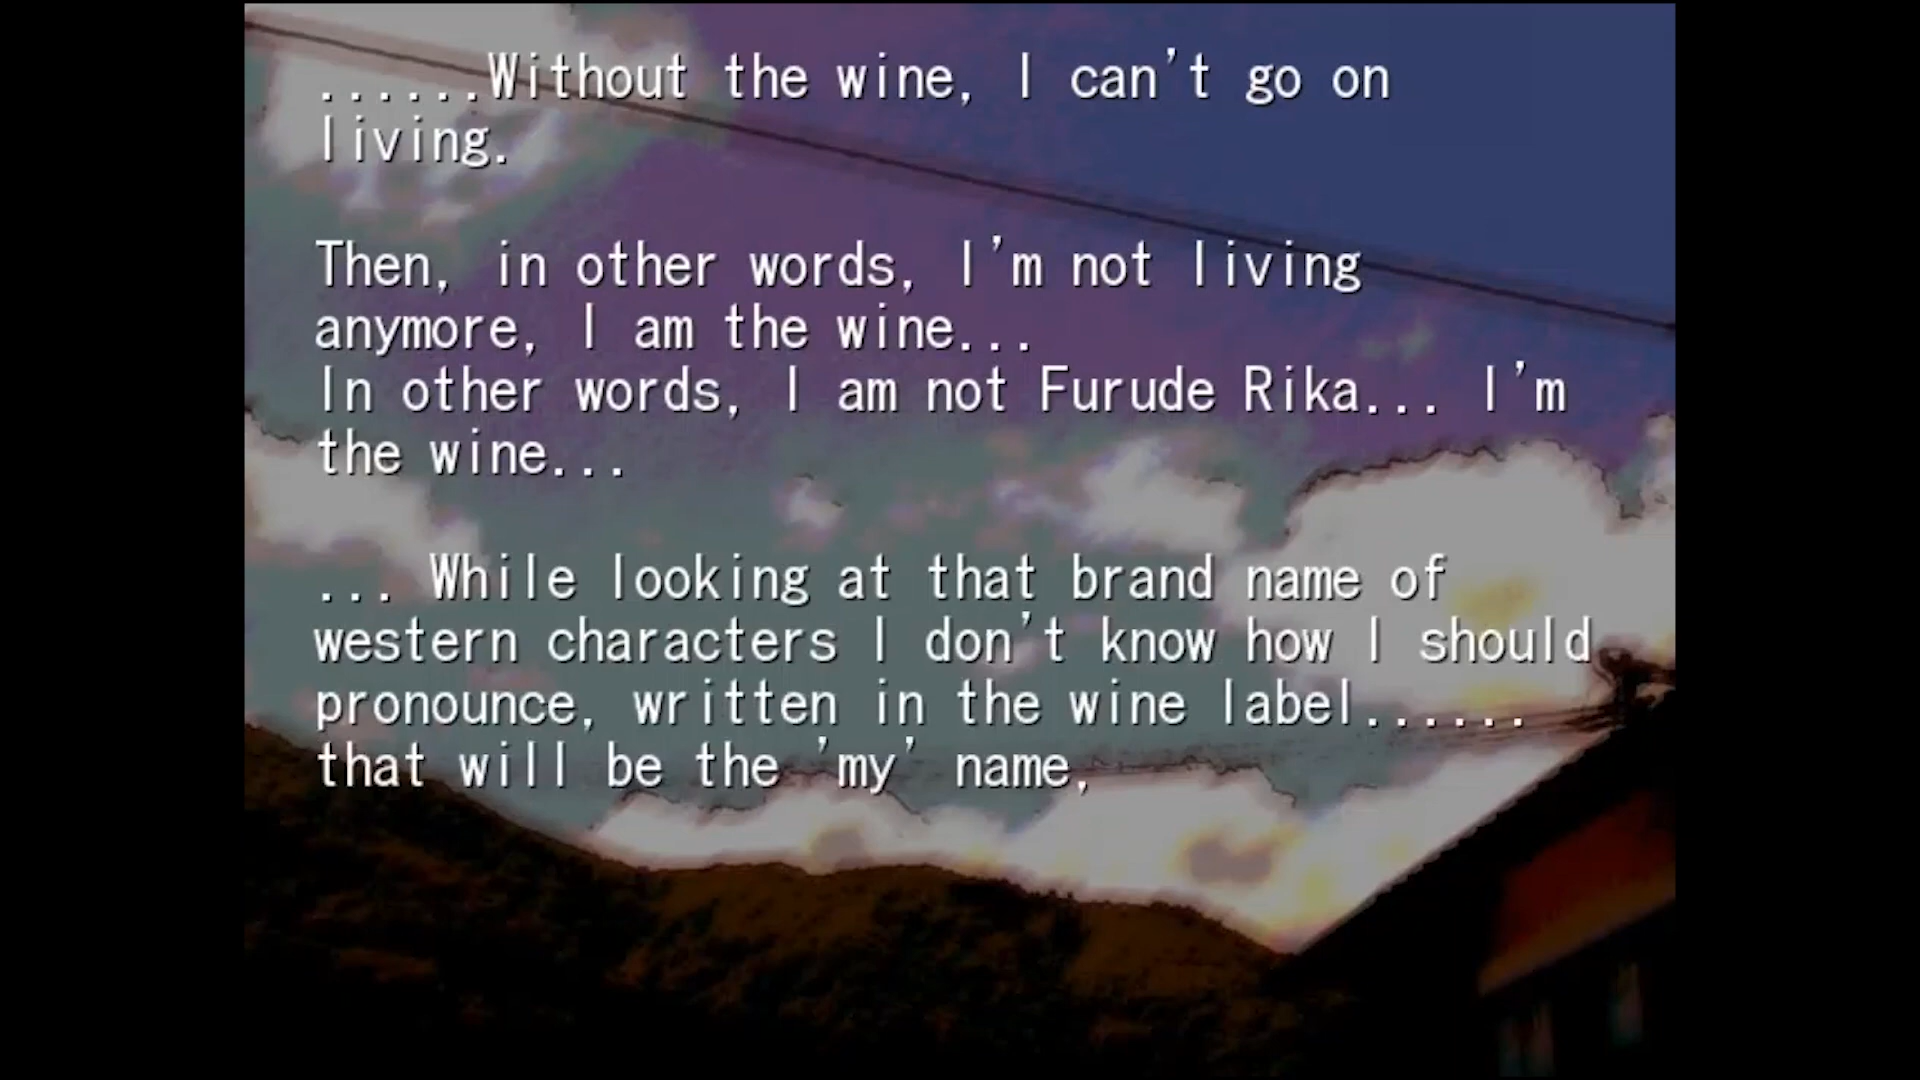 ......Without the wine, I can't go on
living.
Then, in other words, I'm not living
anymore, I am the wine...
In other words, I am not Furude Rika... I'm
the wine...
... While looking at that brand name of
western characters I don't know how I should
pronounce, written in the wine label......
that will be the 'my' name,